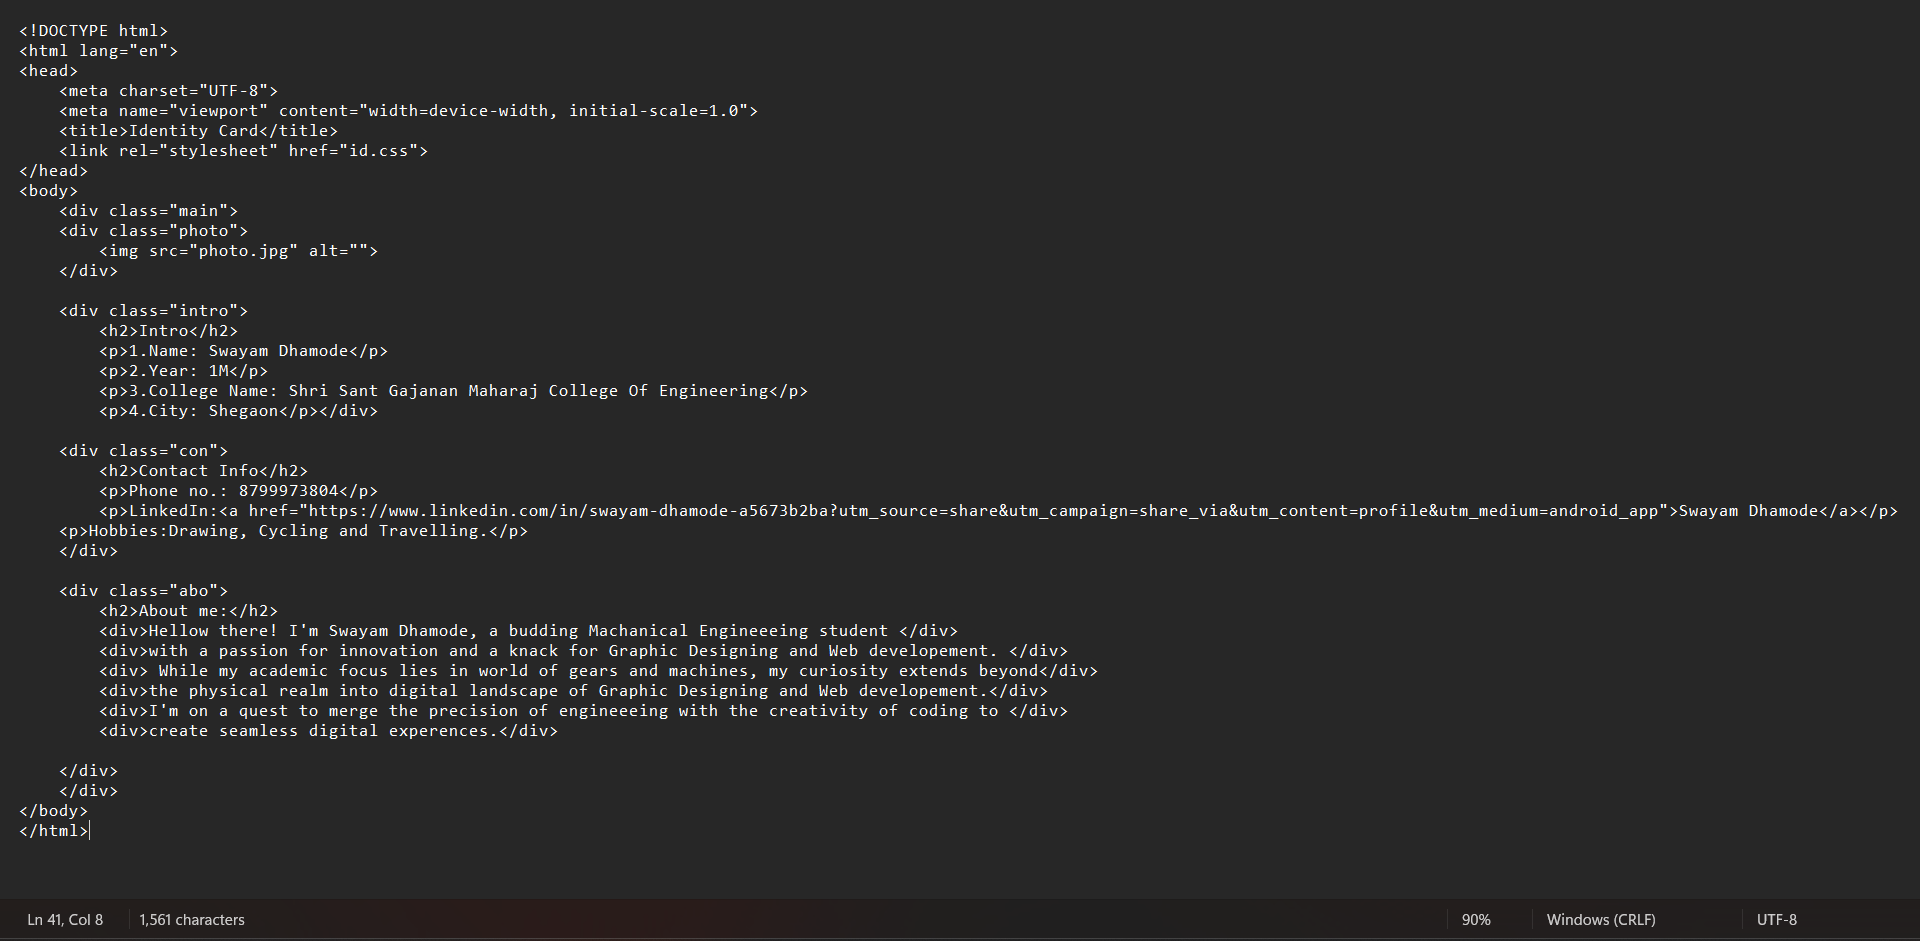 <!DOCTYPE html>
<html lang="en">
<head>
    <meta charset="UTF-8">
    <meta name="viewport" content="width=device-width, initial-scale=1.0">
    <title>Identity Card</title>
    <link rel="stylesheet" href="id.css">
</head>
<body>
    <div class="main">
    <div class="photo">
        <img src="photo.jpg" alt="">
    </div>

    <div class="intro">
        <h2>Intro</h2>
        <p>1.Name: Swayam Dhamode</p>
        <p>2.Year: 1M</p>
        <p>3.College Name: Shri Sant Gajanan Maharaj College Of Engineering</p>
        <p>4.City: Shegaon</p></div>

    <div class="con">
        <h2>Contact Info</h2>
        <p>Phone no.: 8799973804</p>
        <p>LinkedIn:<a href="https://www.linkedin.com/in/swayam-dhamode-a5673b2ba?utm_source=share&utm_campaign=share_via&utm_content=profile&utm_medium=android_app">Swayam Dhamode</a></p>
    <p>Hobbies:Drawing, Cycling and Travelling.</p>
    </div>

    <div class="abo">
        <h2>About me:</h2>
        <div>Hellow there! I'm Swayam Dhamode, a budding Machanical Engineeeing student </div>
        <div>with a passion for innovation and a knack for Graphic Designing and Web developement. </div>
        <div> While my academic focus lies in world of gears and machines, my curiosity extends beyond</div>
        <div>the physical realm into digital landscape of Graphic Designing and Web developement.</div>
        <div>I'm on a quest to merge the precision of engineeeing with the creativity of coding to </div>
        <div>create seamless digital experences.</div>

    </div>
    </div>
</body>
</html>
Ln 41, Col 8 1,561 characters 90% Windows (CRLF) UTF-8